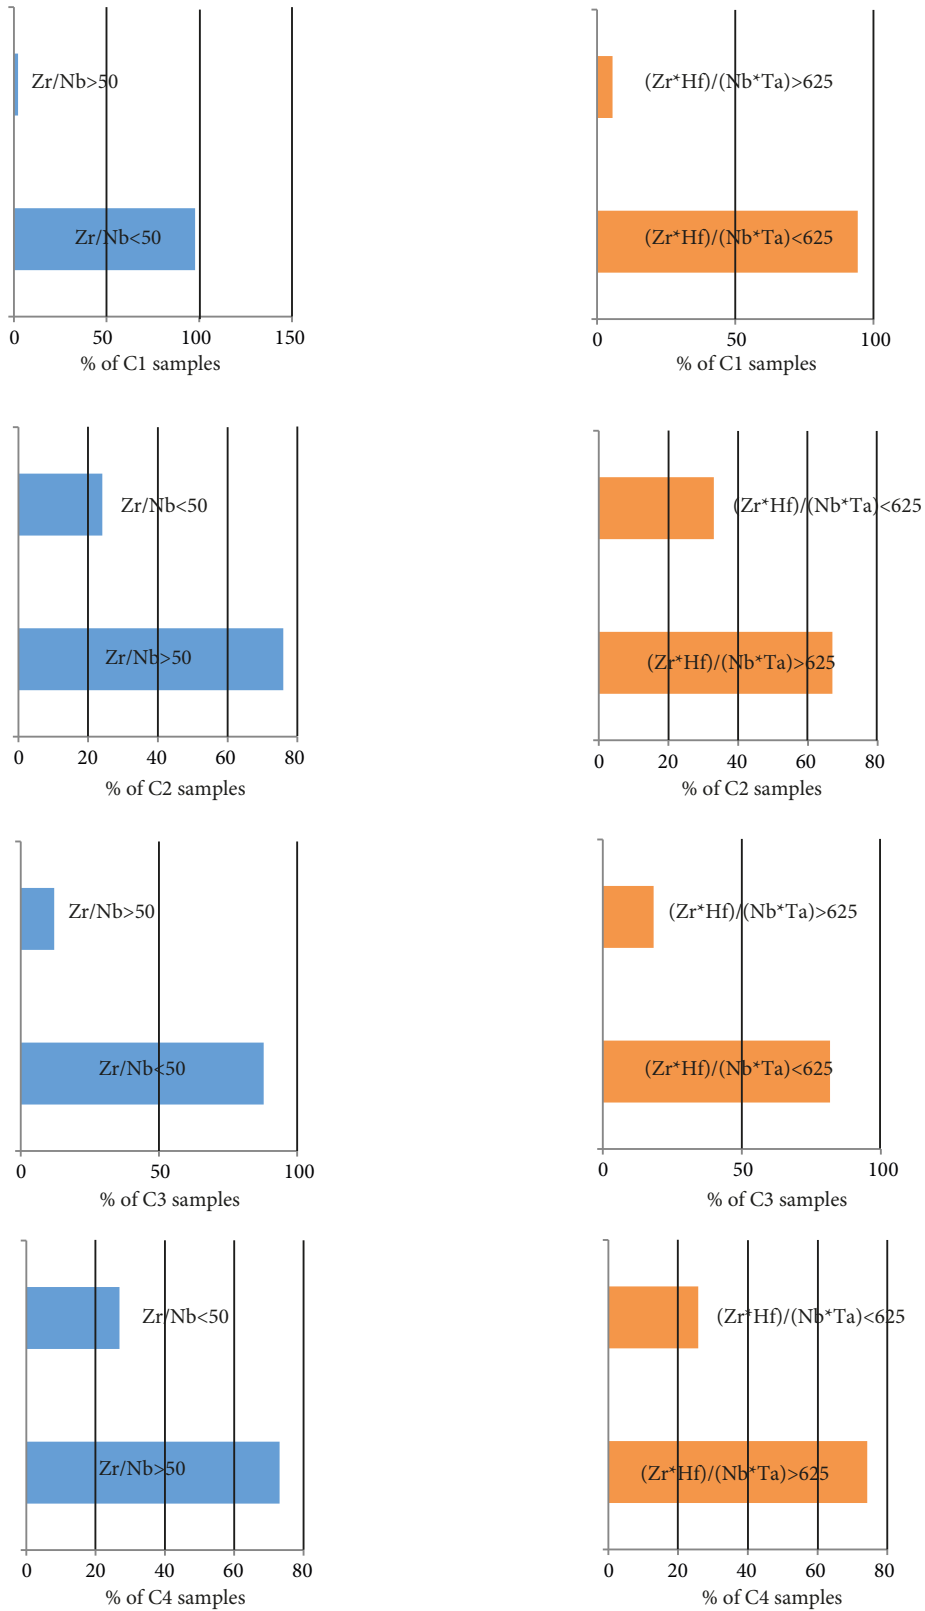 Zr/Nb>50
Zr/Nb<50
0 50 100 150
% of C1 samples
(Zr*Hf)/(Nb*Ta)>625
(Zr*Hf)/(Nb*Ta)<625
0 50 100
% of C1 samples
Zr/Nb<50
Zr/Nb>50
0 20 40 60 80
% of C2 samples
(Zr*Hf)/(Nb*Ta)<625
(Zr*Hf)/(Nb*Ta)>625
0 20 40 60 80
% of C2 samples
Zr/Nb>50
Zr/Nb<50
0 50 100
% of C3 samples
(Zr*Hf)/(Nb*Ta)>625
(Zr*Hf)/(Nb*Ta)<625
0 50 100
% of C3 samples
Zr/Nb<50
Zr/Nb>50
0 20 40 60 80
% of C4 samples
(Zr*Hf)/(Nb*Ta)<625
(Zr*Hf)/(Nb*Ta)>625
0 20 40 60 80
% of C4 samples